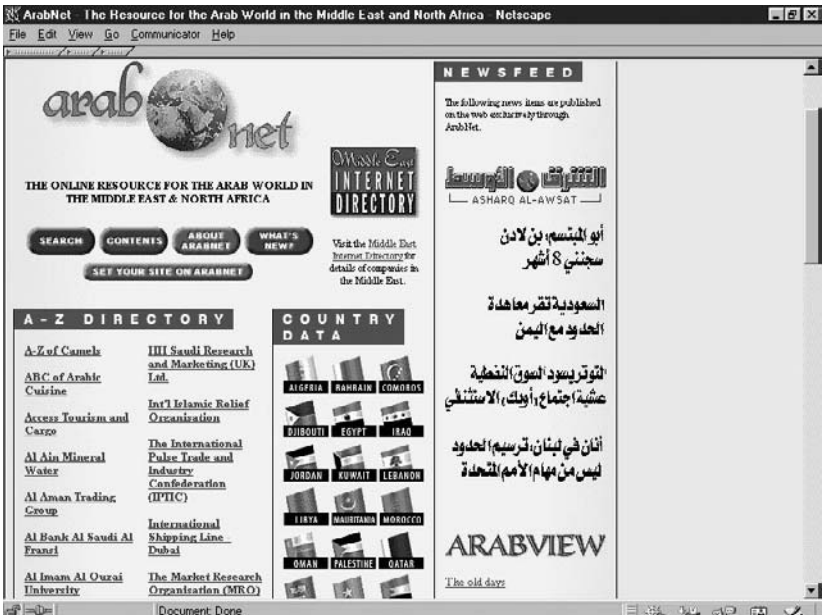 ArabNet - The Resource for the Arab World in the Middle East and North Africa - Netscape
File Edit View Go Communicator Help
arab net
THE ONLINE RESOURCE FOR THE ARAB WORLD IN
THE MIDDLE EAST & NORTH AFRICA
SEARCH
CONTENTS
ABOUT
ARABNET
WHAT'S
NEW?
SET YOUR SITE ON ARABNET
Middle East
INTERNET
DIRECTORY
Visit the Middle East
Internet Directory for
details of companies in
the Middle East.
A-Z DIRECTORY
A-Z of Camels
ABC of Arabic
Cuisine
Access Tourism and
Cargo
Al Ain Mineral
Water
Al Aman Trading
Group
Al Bank Al Saudi Al
Fransi
Al Imam Al Ouzai
University
HH Saudi Research
and Marketing (UK)
Ltd.
Int'l Islamic Relief
Organisation
The International
Pulse Trade and
Industry
Confederation
(IPTIC)
International
Shipping Line -
Dubai
The Market Research
Organisation (MRO)
COUNTRY
DATA
ALGERIA BAHRAIN COMOROS
DJIBOUTI EGYPT IRAQ
JORDAN KUWAIT LEBANON
LIBYA MAURITANIA MOROCCO
OMAN PALESTINE QATAR
NEWSFEED
The following news items are published
on the web exclusively through
ArabNet.
الشرق الأوسط
ASHARQ AL-AWSAT
أبو المبتسم: بن لادن
سجنني 8 أشهر
السعودية تقر معاهدة
الحدود مع اليمن
التوتر يسود السوق النفطية
عشية اجتماع أوبك الاستثنائي
أنان في لبنان: ترسيم الحدود
ليس من مهام الأمم المتحدة
ARABVIEW
The old days
Document: Done